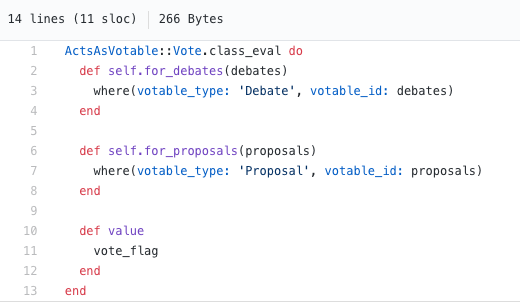 14 lines (11 sloc) 266 Bytes
1 ActsAsVotable::Vote.class_eval do
2   def self.for_debates(debates)
3     where(votable_type: 'Debate', votable_id: debates)
4   end
5
6   def self.for_proposals(proposals)
7     where(votable_type: 'Proposal', votable_id: proposals)
8   end
9
10   def value
11     vote_flag
12   end
13 end